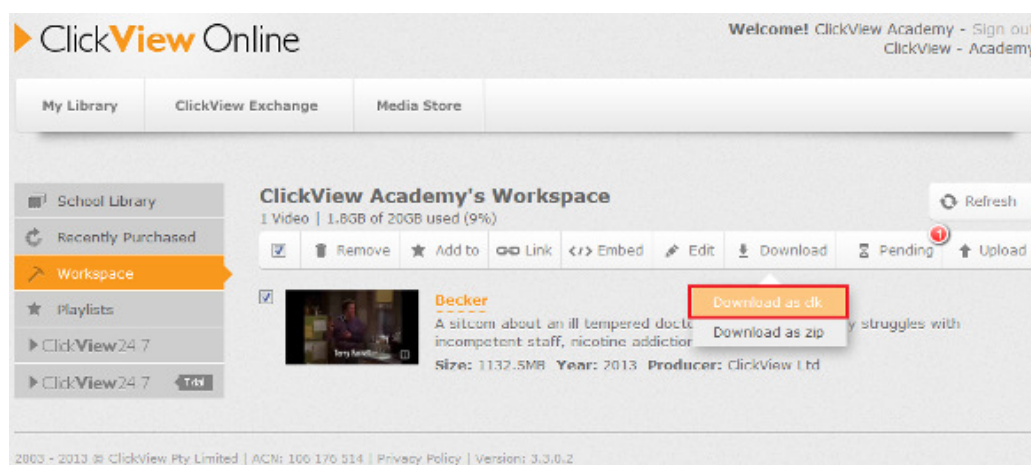 ClickView Online
Welcome! ClickView Academy - Sign out
ClickView - Academy
My Library ClickView Exchange Media Store
School Library
Recently Purchased
Workspace
Playlists
ClickView24 7
ClickView24 7 Trial
ClickView Academy's Workspace
1 Video | 1.8GB of 20GB used (9%)
Refresh
Remove Add to Link Embed Edit Download Pending 1 Upload
Download as clk
Download as zip
Becker
A sitcom about an ill tempered docto y struggles with
incompetent staff, nicotine addiction
Size: 1132.5MB Year: 2013 Producer: ClickView Ltd
2003 - 2013 © ClickView Pty Limited | ACN: 106 176 514 | Privacy Policy | Version: 3.3.0.2